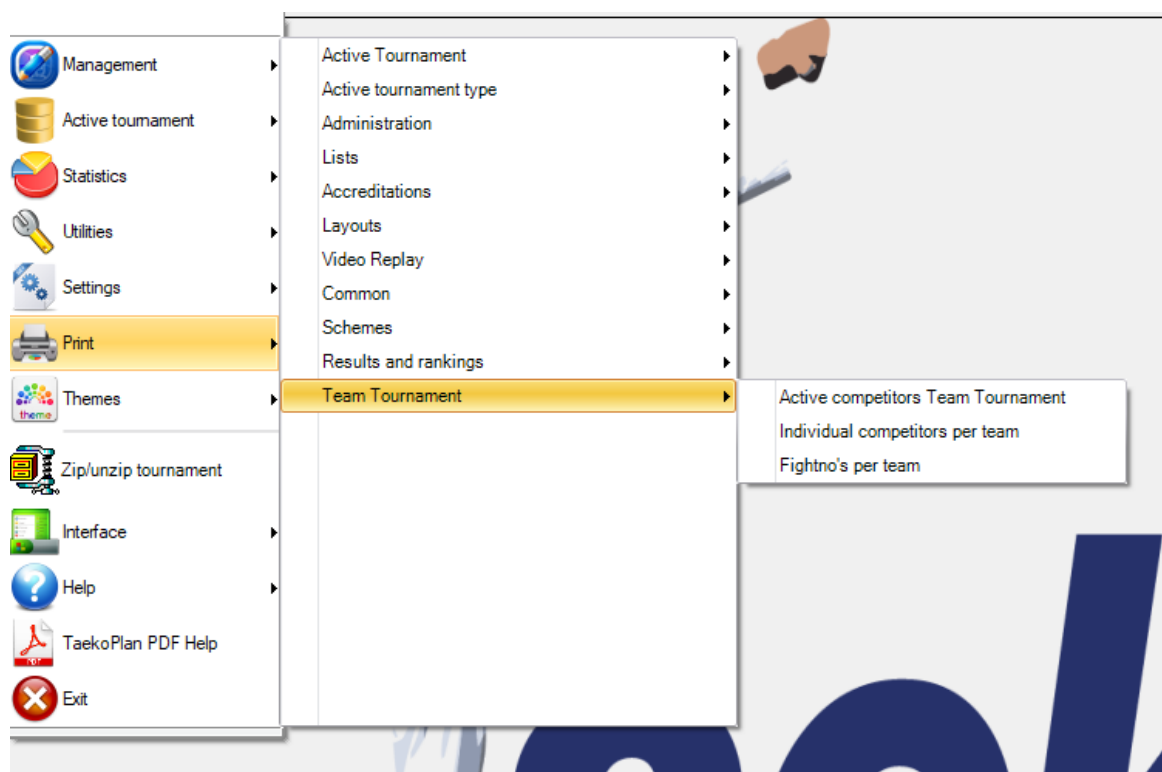 Management
Active tournament
Statistics
Utilities
Settings
Print
Themes
theme
Zip/unzip tournament
Interface
Help
PDF
TaekoPlan PDF Help
Exit
Active Tournament
Active tournament type
Administration
Lists
Accreditations
Layouts
Video Replay
Common
Schemes
Results and rankings
Team Tournament
Active competitors Team Tournament
Individual competitors per team
Fightno's per team